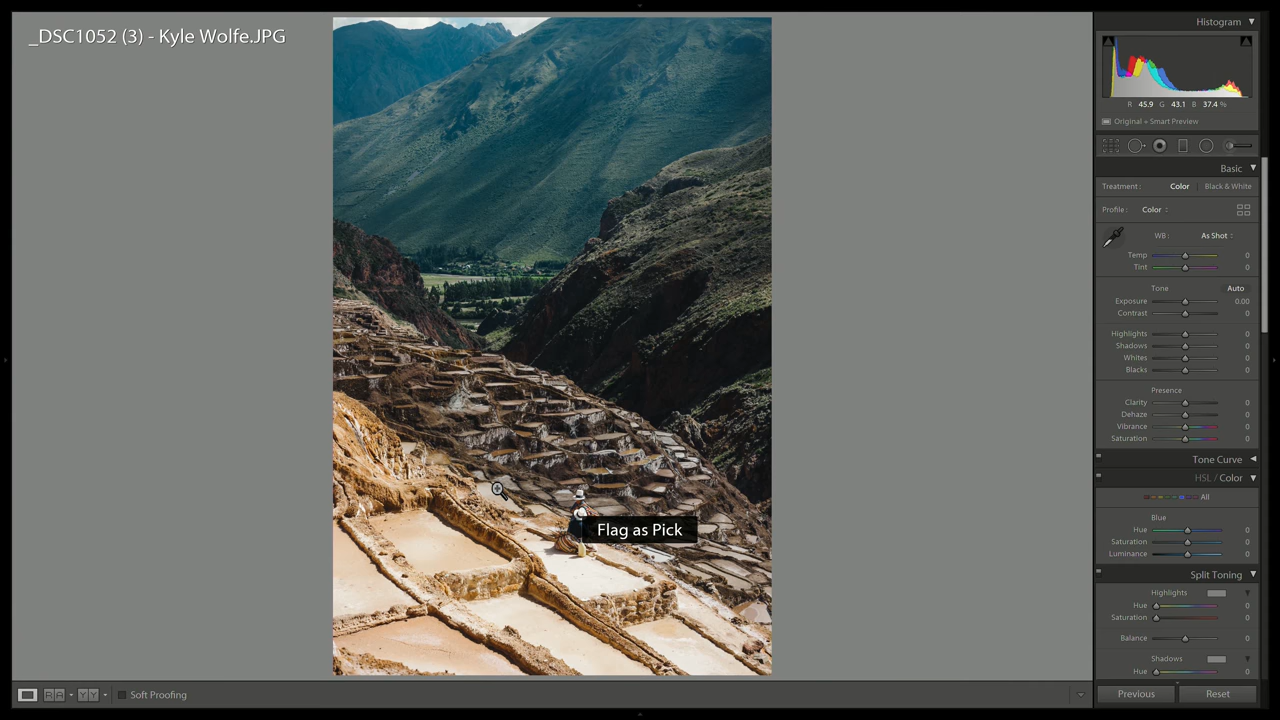 _DSC1052 (3) - Kyle Wolfe.JPG
Flag as Pick
Soft Proofing
Histogram
R 45.9 G 43.1 B 37.4 %
Original + Smart Preview
Basic
Treatment: Color Black & White
Profile: Color
WB: As Shot
Temp 0
Tint 0
Tone Auto
Exposure 0.00
Contrast 0
Highlights 0
Shadows 0
Whites 0
Blacks 0
Presence
Clarity 0
Dehaze 0
Vibrance 0
Saturation 0
Tone Curve
HSL / Color
All
Blue
Hue 0
Saturation 0
Luminance 0
Split Toning
Highlights
Hue 0
Saturation 0
Balance 0
Shadows
Hue 0
Previous Reset